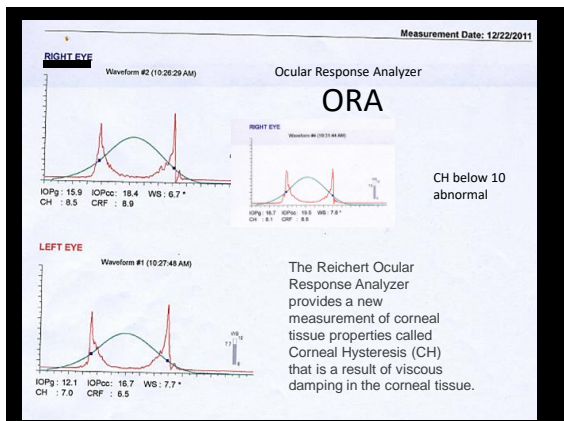 Measurement Date: 12/22/2011
RIGHT EYE
Waveform #2 (10:26:29 AM)
IOPg : 15.9 IOPcc: 18.4 WS : 6.7 *
CH : 8.5 CRF : 8.9
Ocular Response Analyzer
ORA
RIGHT EYE
Waveform #4 (10:31:44 AM)
IOPg : 16.7 IOPcc: 19.5 WS : 7.8 *
CH : 8.1 CRF : 8.8
CH below 10
abnormal
LEFT EYE
Waveform #1 (10:27:48 AM)
7.7
IOPg : 12.1 IOPcc: 16.7 WS : 7.7 *
CH : 7.0 CRF : 6.5
The Reichert Ocular
Response Analyzer
provides a new
measurement of corneal
tissue properties called
Corneal Hysteresis (CH)
that is a result of viscous
damping in the corneal tissue.